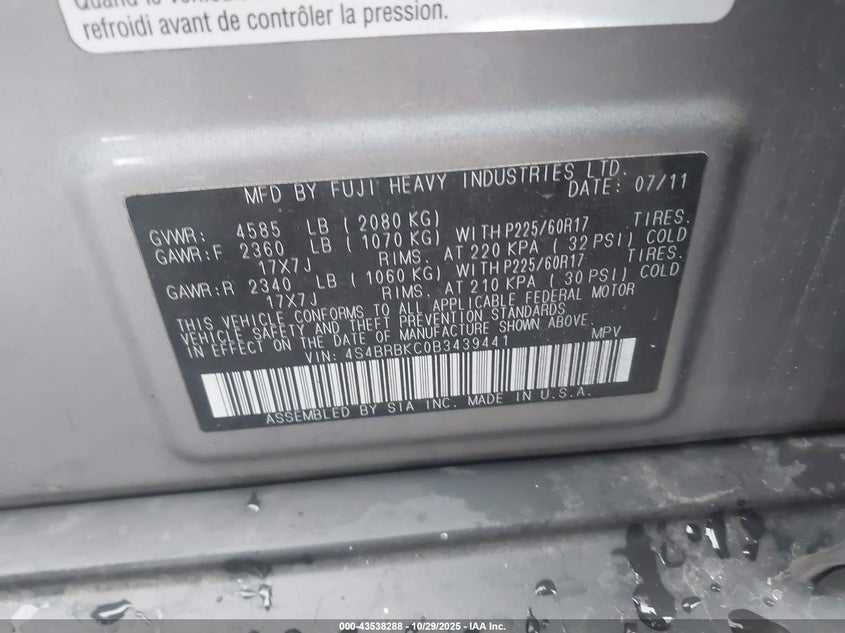 Quand le
refroidi avant de contrôler la pression.
MFD BY FUJI HEAVY INDUSTRIES LTD.
DATE: 07/11
GVWR: 4585 LB ( 2080 KG)
GAWR:F 2360 LB ( 1070 KG) WITH P225/60R17 TIRES.
17X7J RIMS. AT 220 KPA ( 32 PSI) COLD
GAWR:R 2340 LB ( 1060 KG) WITH P225/60R17 TIRES.
17X7J RIMS. AT 210 KPA ( 30 PSI) COLD
THIS VEHICLE CONFORMS TO ALL APPLICABLE FEDERAL MOTOR
VEHICLE SAFETY AND THEFT PREVENTION STANDARDS
IN EFFECT ON THE DATE OF MANUFACTURE SHOWN ABOVE.
VIN: 4S4BRBKC0B3439441 MPV
ASSEMBLED BY SIA INC. MADE IN U.S.A.
000-43538288 - 10/29/2025 - IAA Inc.